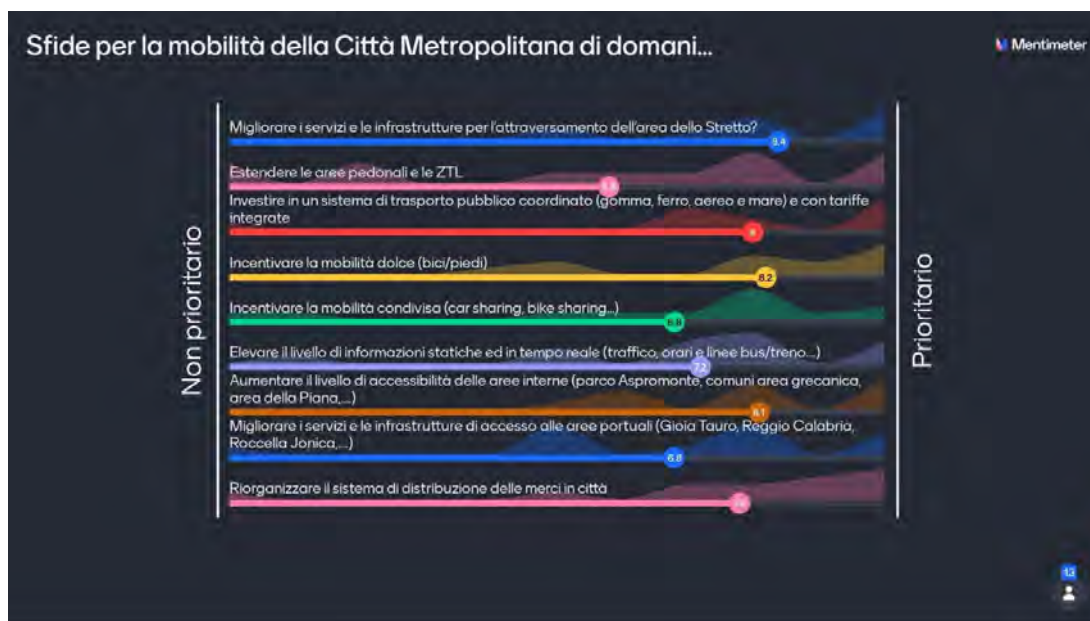 Sfide per la mobilità della Città Metropolitana di domani...
Mentimeter
Non prioritario
Migliorare i servizi e le infrastrutture per l'attraversamento dell'area dello Stretto?
8.4
Estendere le aree pedonali e le ZTL
Investire in un sistema di trasporto pubblico coordinato (gomma, ferro, aereo e mare) e con tariffe
integrate
8
Incentivare la mobilità dolce (bici/piedi)
8.2
Incentivare la mobilità condivisa (car sharing, bike sharing...)
6.8
Elevare il livello di informazioni statiche ed in tempo reale (traffico, orari e linee bus/treno...)
7.2
Aumentare il livello di accessibilità delle aree interne (parco Aspromonte, comuni area grecanica,
area della Piana,...)
8.1
Migliorare i servizi e le infrastrutture di accesso alle aree portuali (Gioia Tauro, Reggio Calabria,
Roccella Jonica,...)
6.8
Riorganizzare il sistema di distribuzione delle merci in città
Prioritario
13